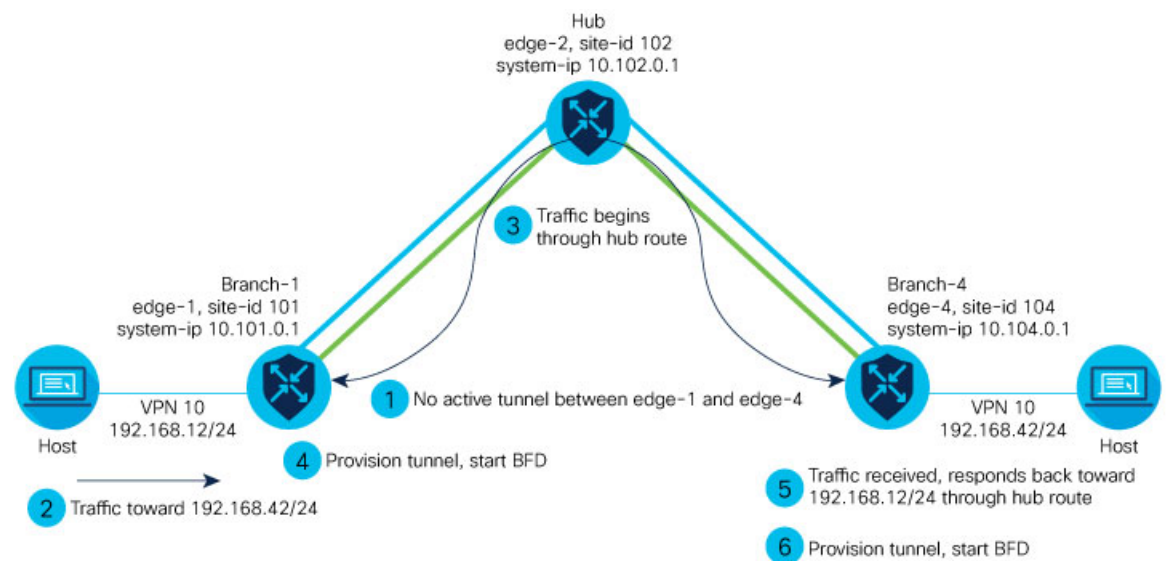 Hub
edge-2, site-id 102
system-ip 10.102.0.1
3
Traffic begins
through hub route
Branch-1
edge-1, site-id 101
system-ip 10.101.0.1
Branch-4
edge-4, site-id 104
system-ip 10.104.0.1
1
No active tunnel between edge-1 and edge-4
VPN 10
192.168.12/24
Host
VPN 10
192.168.42/24
Host
4
Provision tunnel, start BFD
2
Traffic toward 192.168.42/24
5
Traffic received, responds back toward
192.168.12/24 through hub route
6
Provision tunnel, start BFD